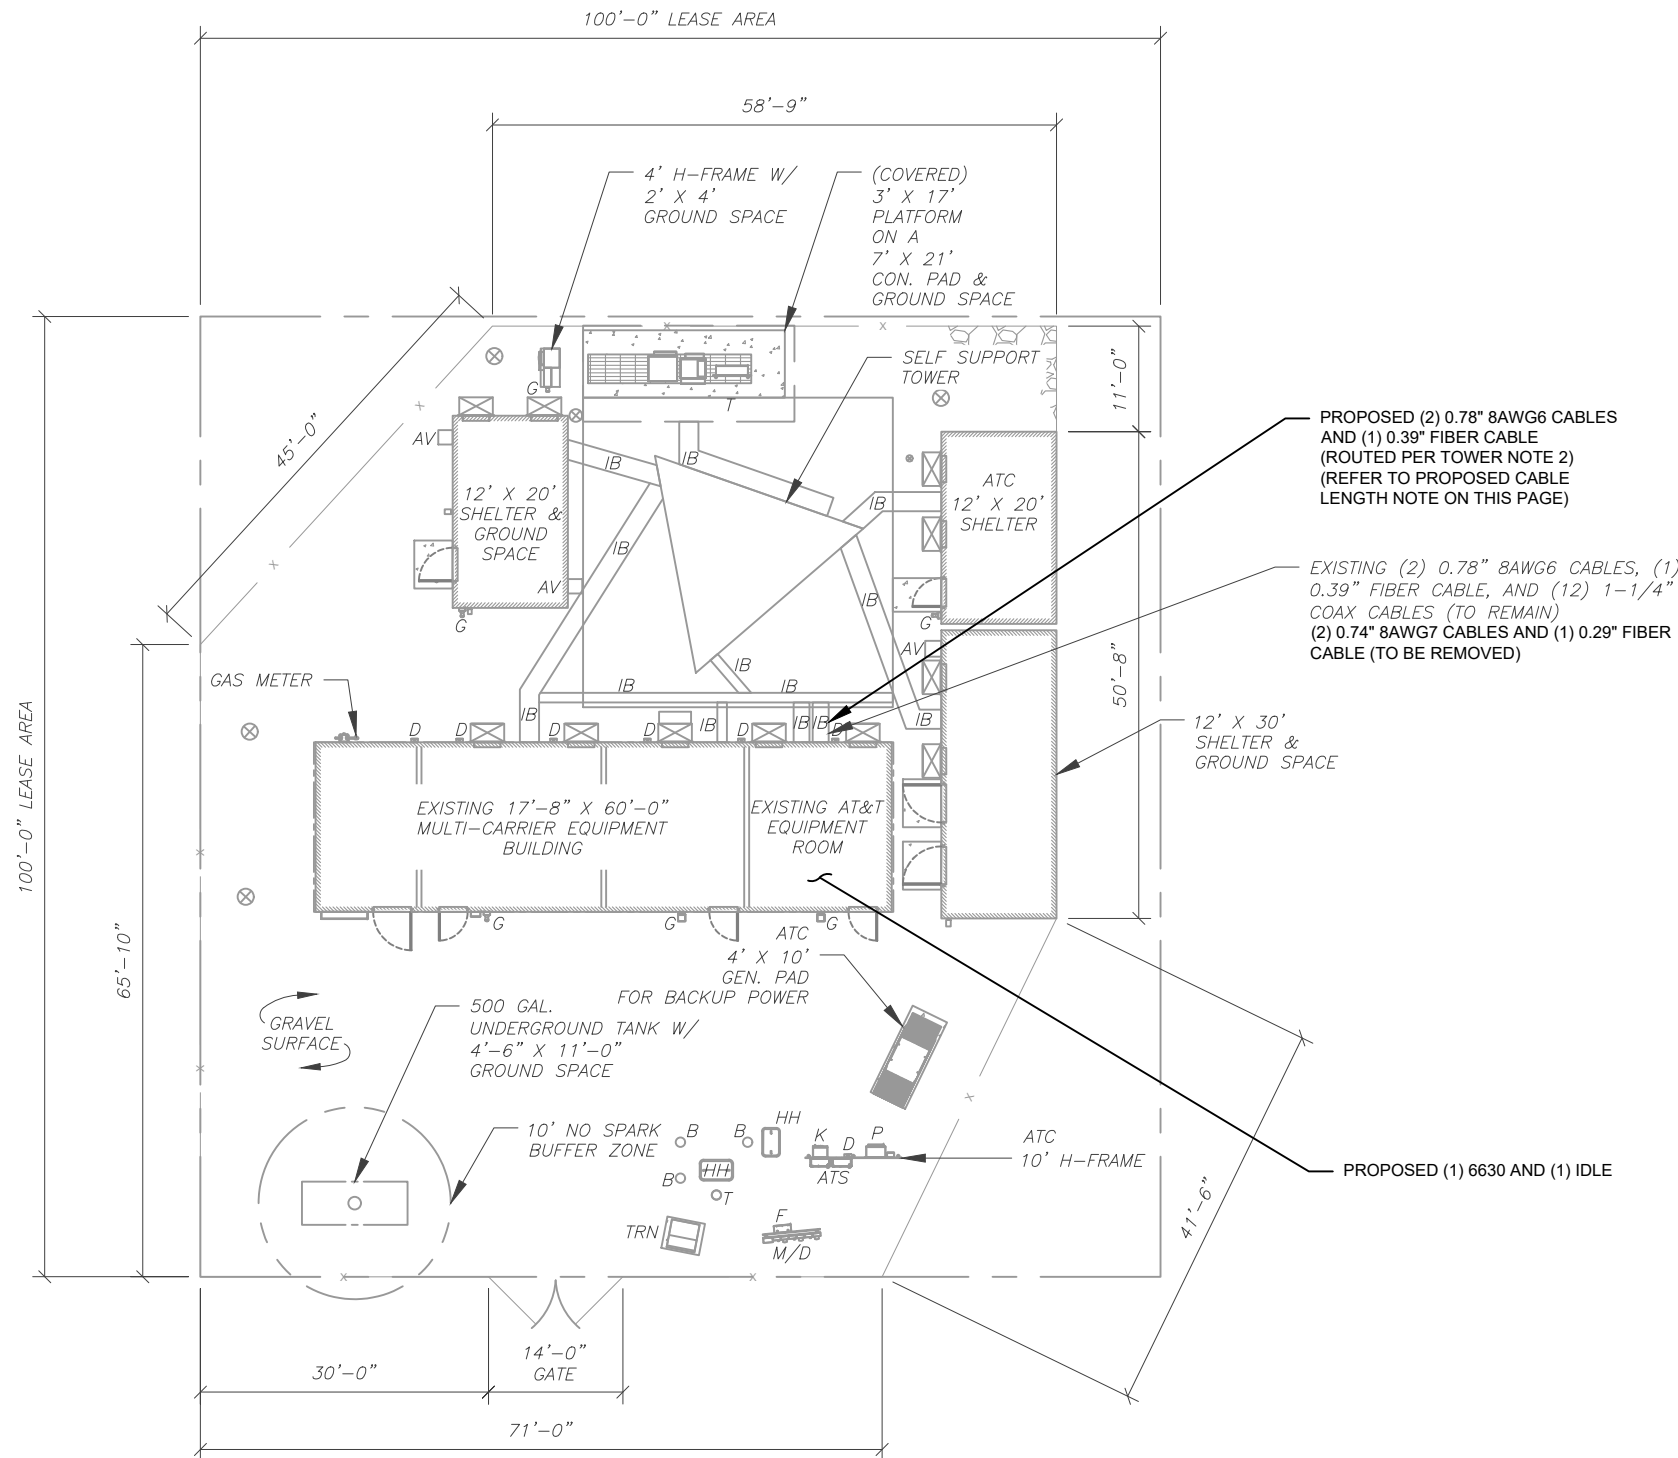 100'-0" LEASE AREA
58'-9"
4' H-FRAME W/
2' X 4'
GROUND SPACE
(COVERED)
3' X 17'
PLATFORM
ON A
7' X 21'
CON. PAD &
GROUND SPACE
SELF SUPPORT
TOWER
G
T
45'-0"
11'-0"
AV
IB
IB
IB
12' X 20'
SHELTER &
GROUND
SPACE
ATC
12' X 20'
SHELTER
PROPOSED (2) 0.78" 8AWG6 CABLES
AND (1) 0.39" FIBER CABLE
(ROUTED PER TOWER NOTE 2)
(REFER TO PROPOSED CABLE
LENGTH NOTE ON THIS PAGE)
IB
IB
AV
G
G
EXISTING (2) 0.78" 8AWG6 CABLES, (1)
0.39" FIBER CABLE, AND (12) 1-1/4"
COAX CABLES (TO REMAIN)
(2) 0.74" 8AWG7 CABLES AND (1) 0.29" FIBER
CABLE (TO BE REMOVED)
AV
IB
IB
IB
50'-8"
GAS METER
100'-0" LEASE AREA
IB
IB
IB
IB
IB
D
D
D
D
D
D
12' X 30'
SHELTER &
GROUND SPACE
EXISTING 17'-8" X 60'-0"
MULTI-CARRIER EQUIPMENT
BUILDING
EXISTING AT&T
EQUIPMENT
ROOM
G
G
G
65'-10"
ATC
4' X 10'
GEN. PAD
FOR BACKUP POWER
GRAVEL
SURFACE
500 GAL.
UNDERGROUND TANK W/
4'-6" X 11'-0"
GROUND SPACE
10' NO SPARK
BUFFER ZONE
B
B
HH
K
D
P
HH
B
T
ATS
ATC
10' H-FRAME
PROPOSED (1) 6630 AND (1) IDLE
41'-6"
TRN
F
M/D
30'-0"
14'-0"
GATE
71'-0"